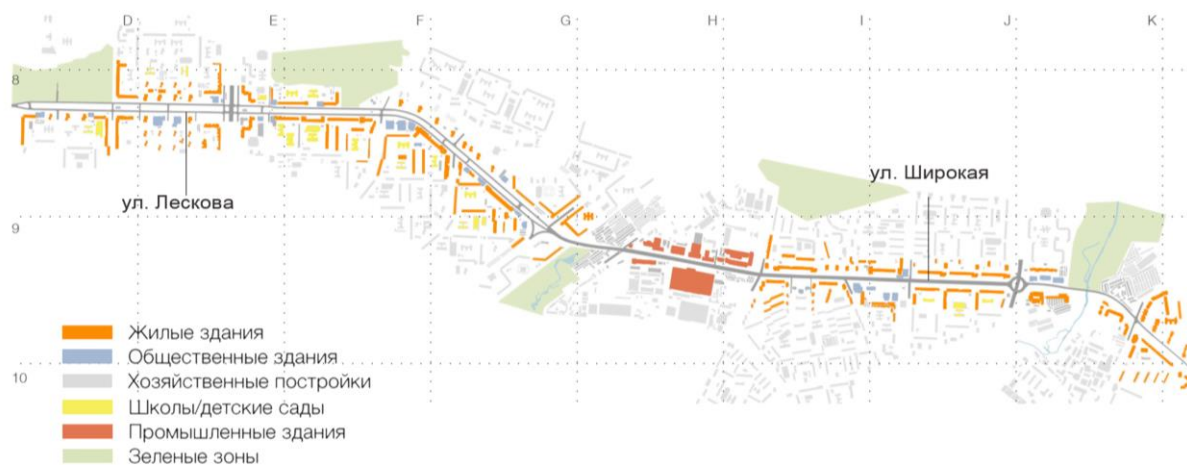 D E F G H I J K
8
ул. Широкая
ул. Лескова
9
Жилые здания
Общественные здания
10
Хозяйственные постройки
Школы/детские сады
Промышленные здания
Зеленые зоны